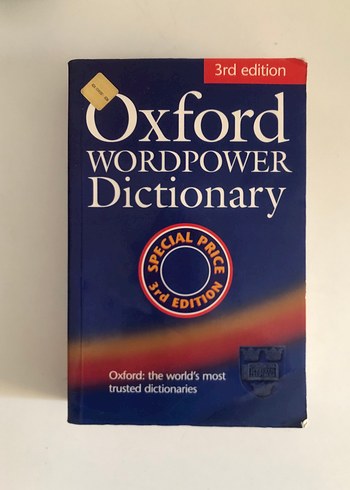 3rd edition
Oxford
WORDPOWER
Dictionary
SPECIAL PRICE
3rd EDITION
Oxford: the world's most
trusted dictionaries